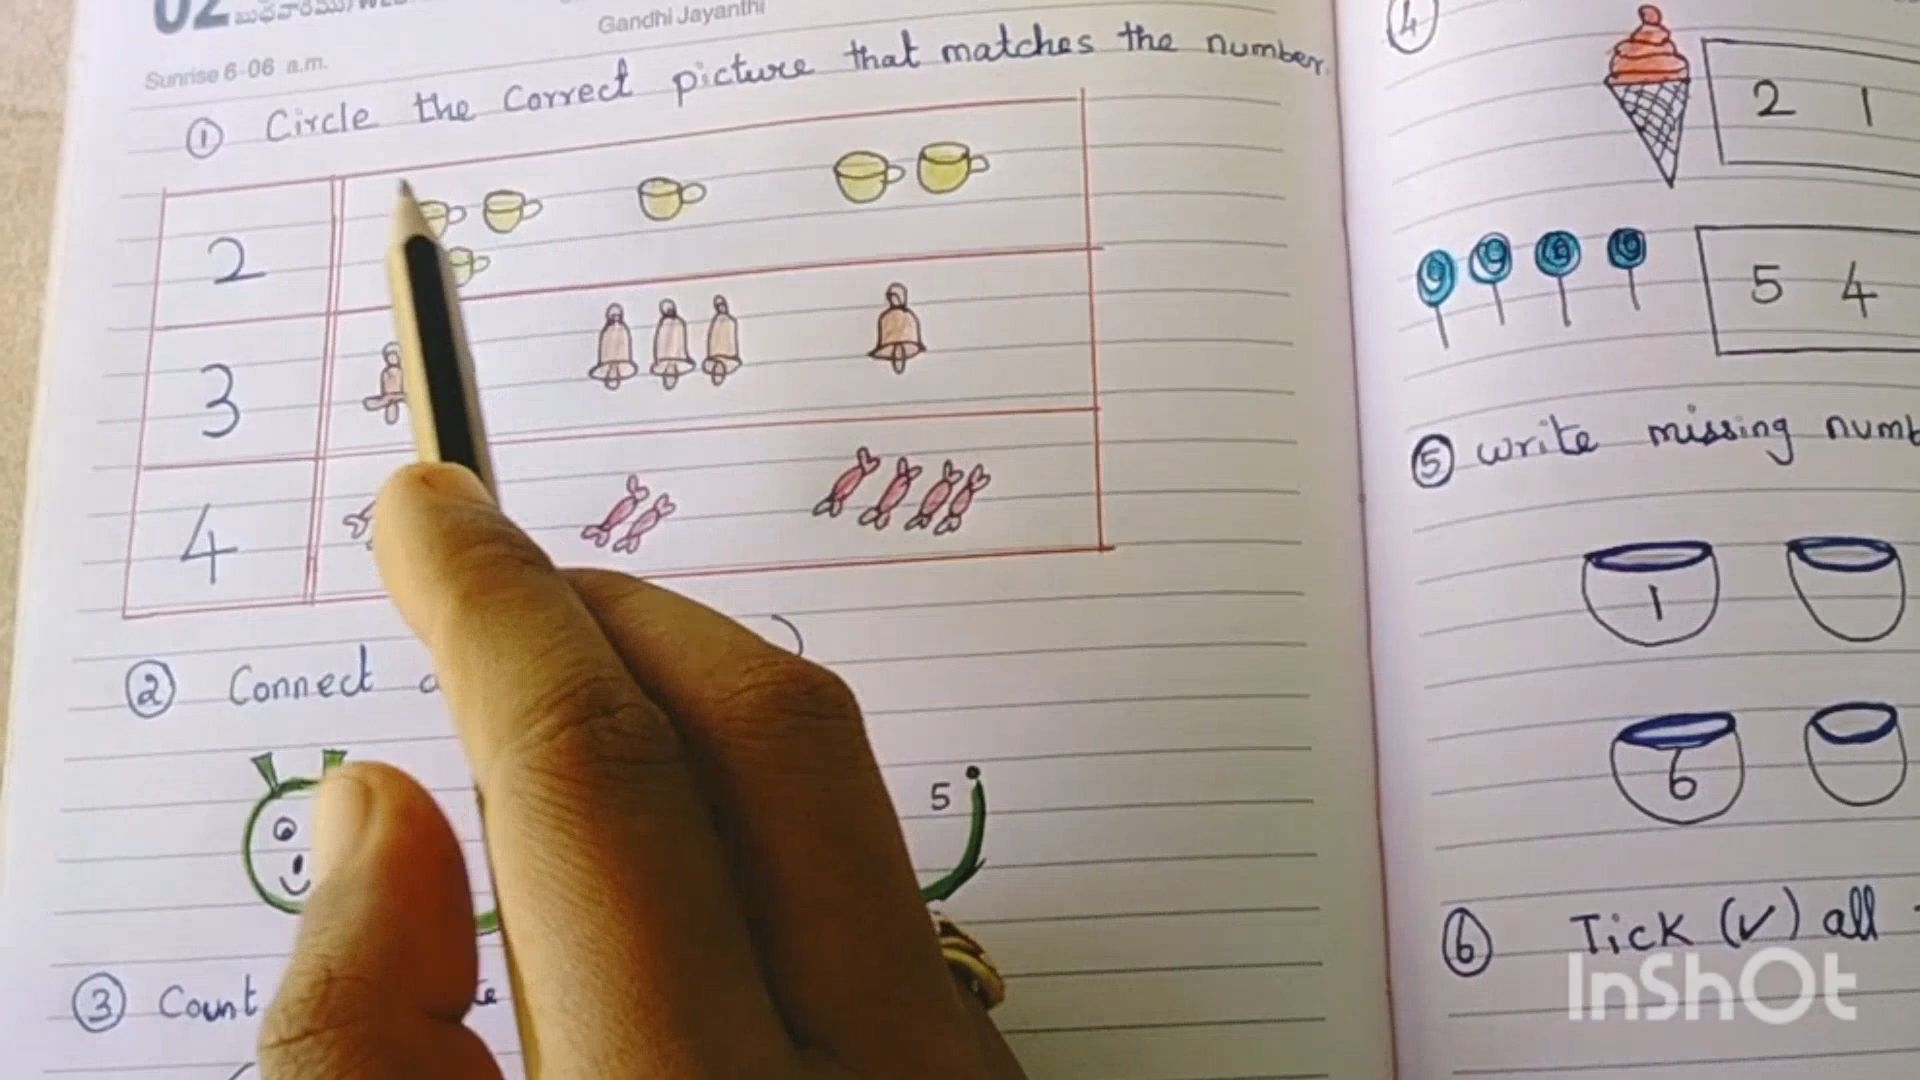 02
Gandhi Jayanthi
Sunrise 6-06 a.m.
① Circle the Correct picture that matches the number.
2
3
4
② Connect
5
③ Count
④
2 1
5 4
⑤ write missing
1
6
⑥ Tick (✓) all
InShOt